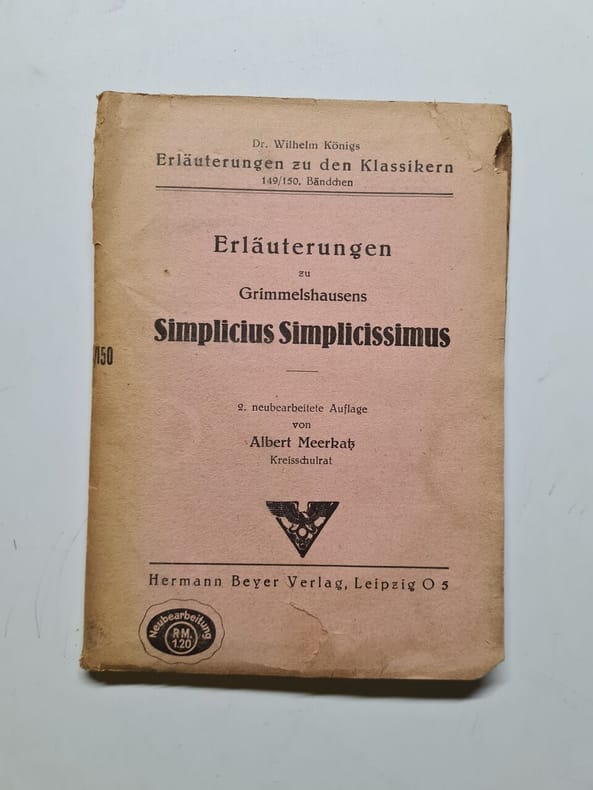 Dr. Wilhelm Königs
Erläuterungen zu den Klassikern
149/150. Bändchen
Erläuterungen
zu
Grimmelshausens
Simplicius Simplicissimus
/150
2. neubearbeitete Auflage
von
Albert Meerkatz
Kreisschulrat
Hermann Beyer Verlag, Leipzig O 5
Neubearbeitung
RM.
1.20